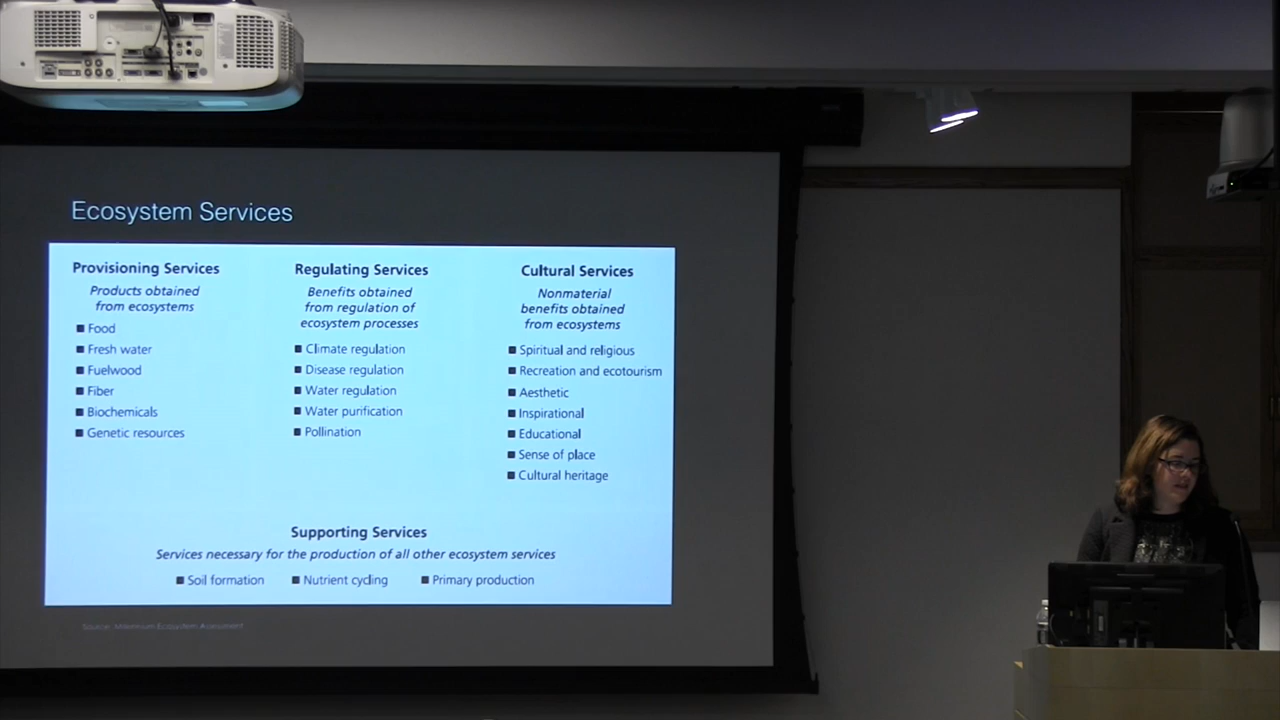 Ecosystem Services
Provisioning Services
Products obtained
from ecosystems
■ Food
■ Fresh water
■ Fuelwood
■ Fiber
■ Biochemicals
■ Genetic resources
Regulating Services
Benefits obtained
from regulation of
ecosystem processes
■ Climate regulation
■ Disease regulation
■ Water regulation
■ Water purification
■ Pollination
Cultural Services
Nonmaterial
benefits obtained
from ecosystems
■ Spiritual and religious
■ Recreation and ecotourism
■ Aesthetic
■ Inspirational
■ Educational
■ Sense of place
■ Cultural heritage
Supporting Services
Services necessary for the production of all other ecosystem services
■ Soil formation ■ Nutrient cycling ■ Primary production
Source: Ecosystem